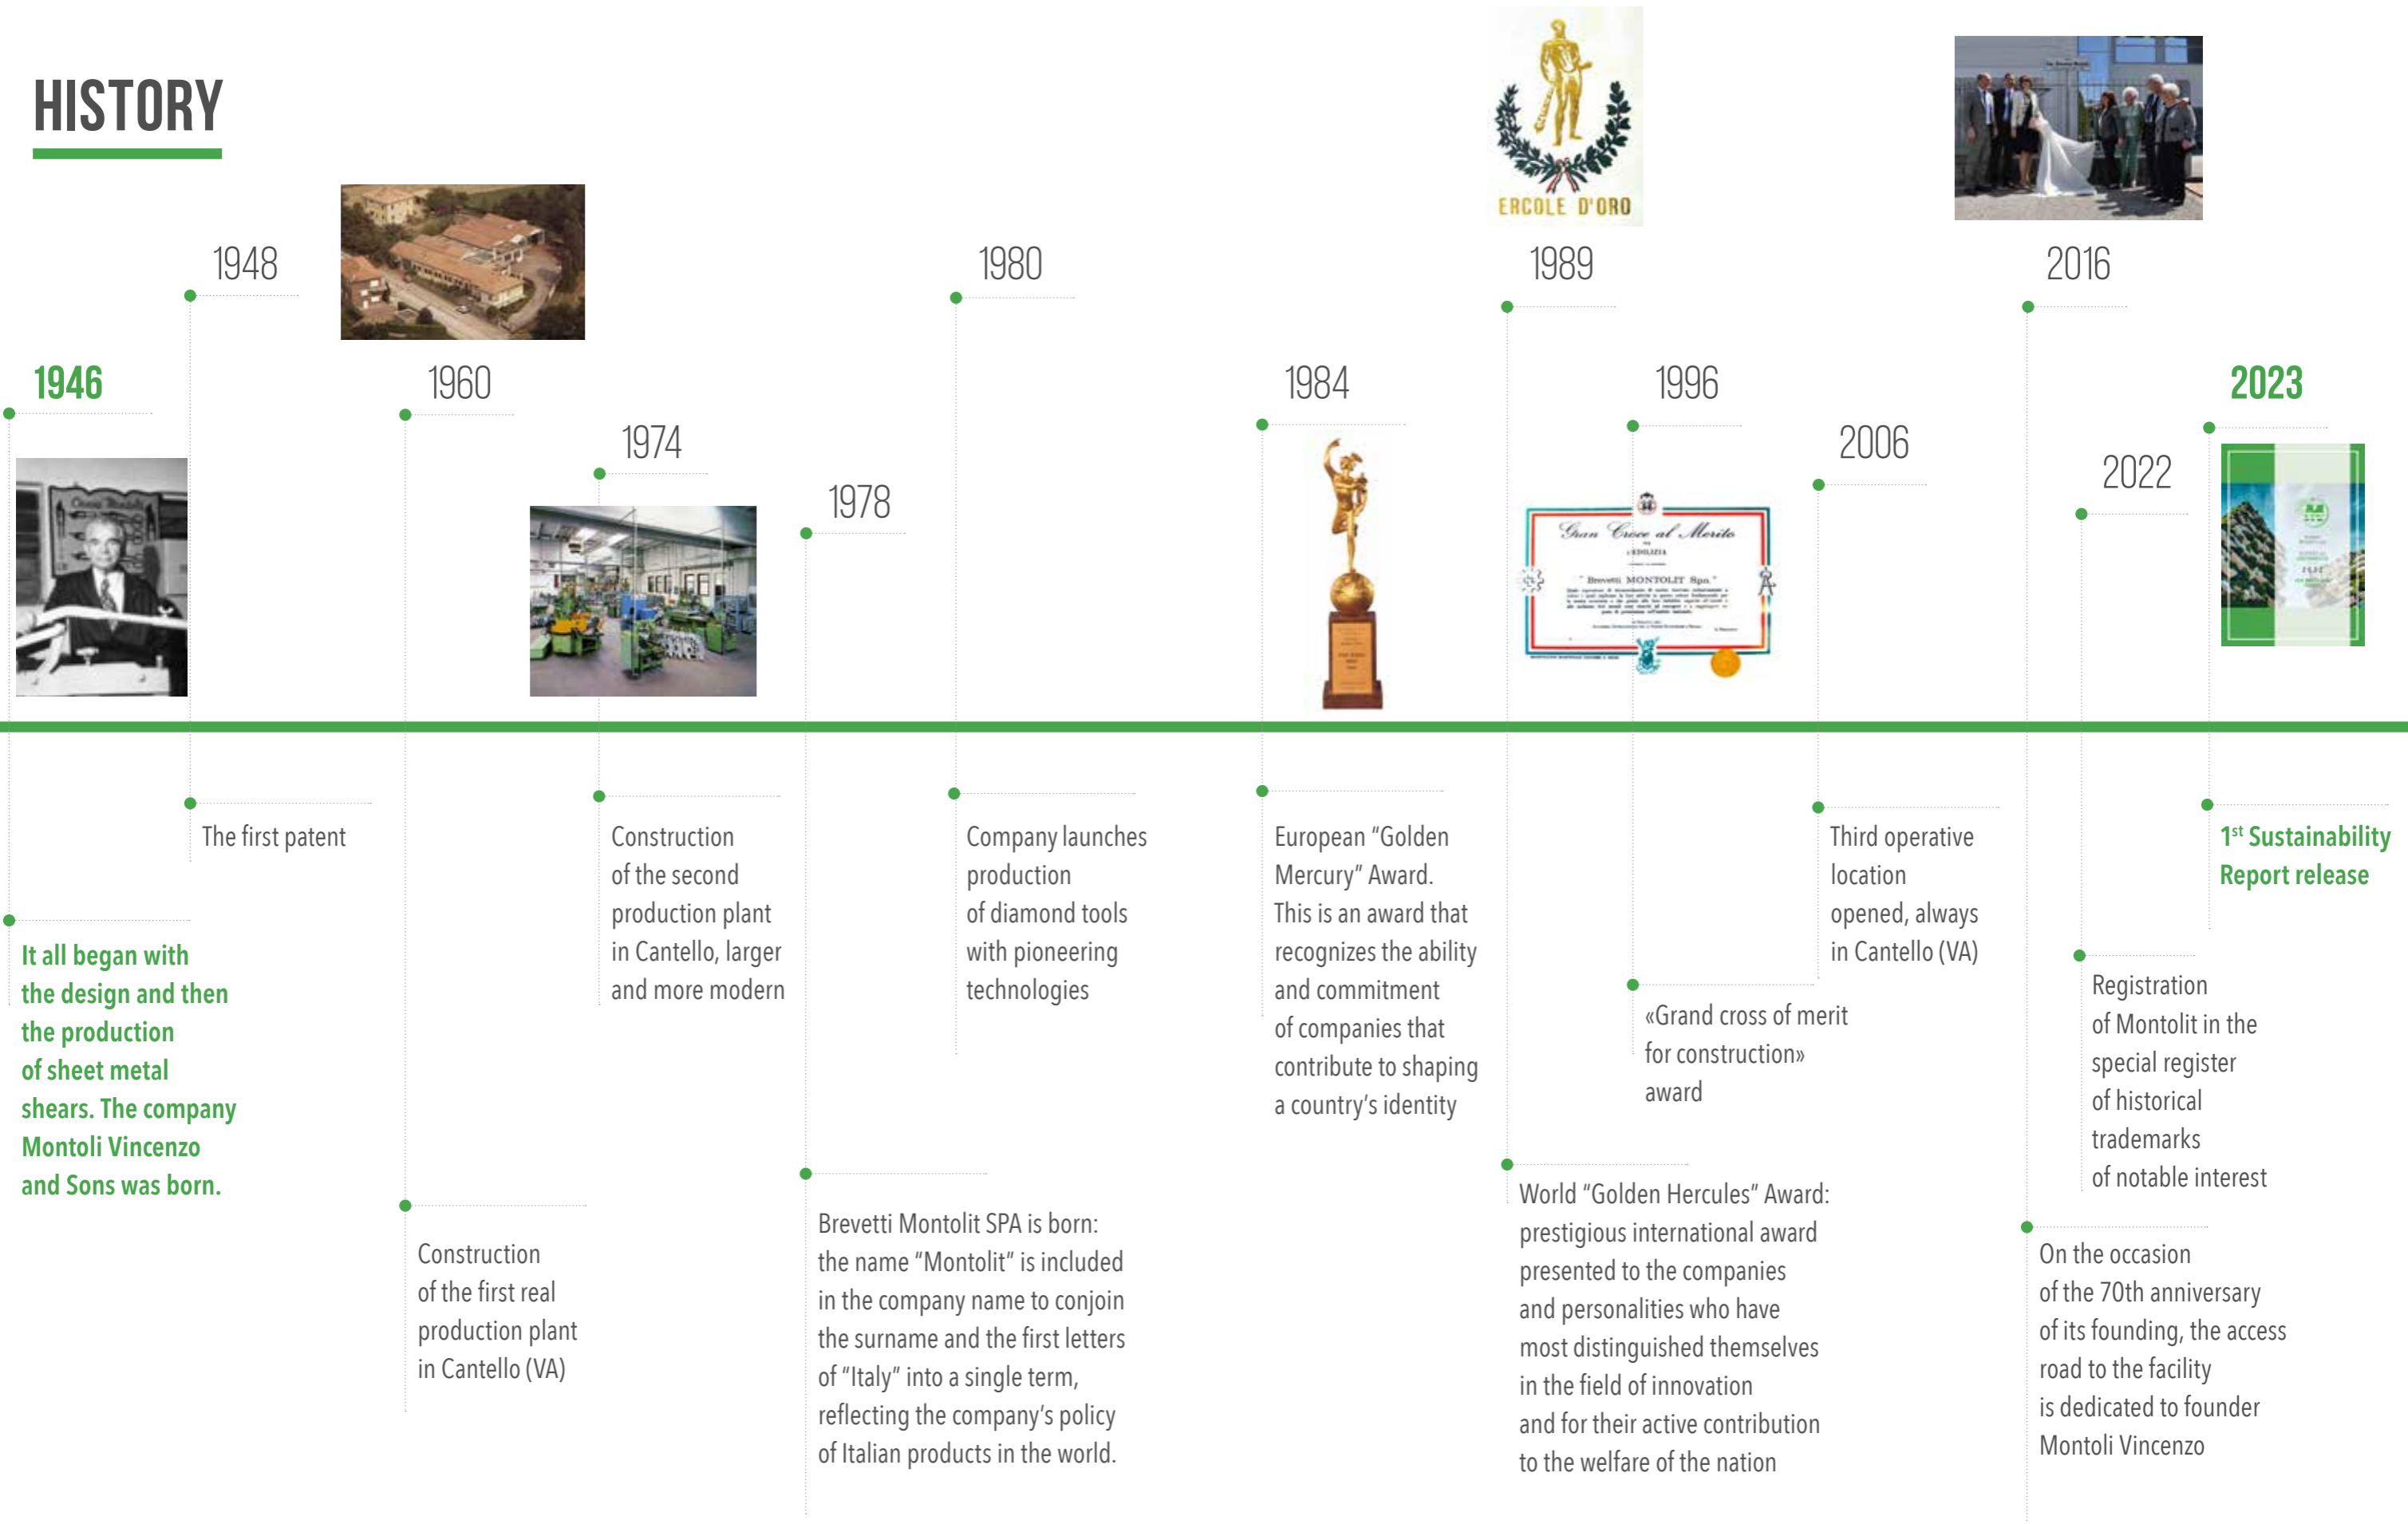 HISTORY
ERCOLE D'ORO
1948
1980
1989
2016
1946
1960
1984
1996
2023
1974
2006
1978
2022
Gran Croce al Merito
L'EDILIZIA
"Brevetti MONTOLIT Spa"
2022
The first patent
Construction
of the second
production plant
in Cantello, larger
and more modern
Company launches
production
of diamond tools
with pioneering
technologies
European “Golden
Mercury” Award.
This is an award that
recognizes the ability
and commitment
of companies that
contribute to shaping
a country’s identity
Third operative
location
opened, always
in Cantello (VA)
1st Sustainability
Report release
It all began with
the design and then
the production
of sheet metal
shears. The company
Montoli Vincenzo
and Sons was born.
«Grand cross of merit
for construction»
award
Registration
of Montolit in the
special register
of historical
trademarks
of notable interest
Construction
of the first real
production plant
in Cantello (VA)
Brevetti Montolit SPA is born:
the name “Montolit” is included
in the company name to conjoin
the surname and the first letters
of “Italy” into a single term,
reflecting the company’s policy
of Italian products in the world.
World “Golden Hercules” Award:
prestigious international award
presented to the companies
and personalities who have
most distinguished themselves
in the field of innovation
and for their active contribution
to the welfare of the nation
On the occasion
of the 70th anniversary
of its founding, the access
road to the facility
is dedicated to founder
Montoli Vincenzo